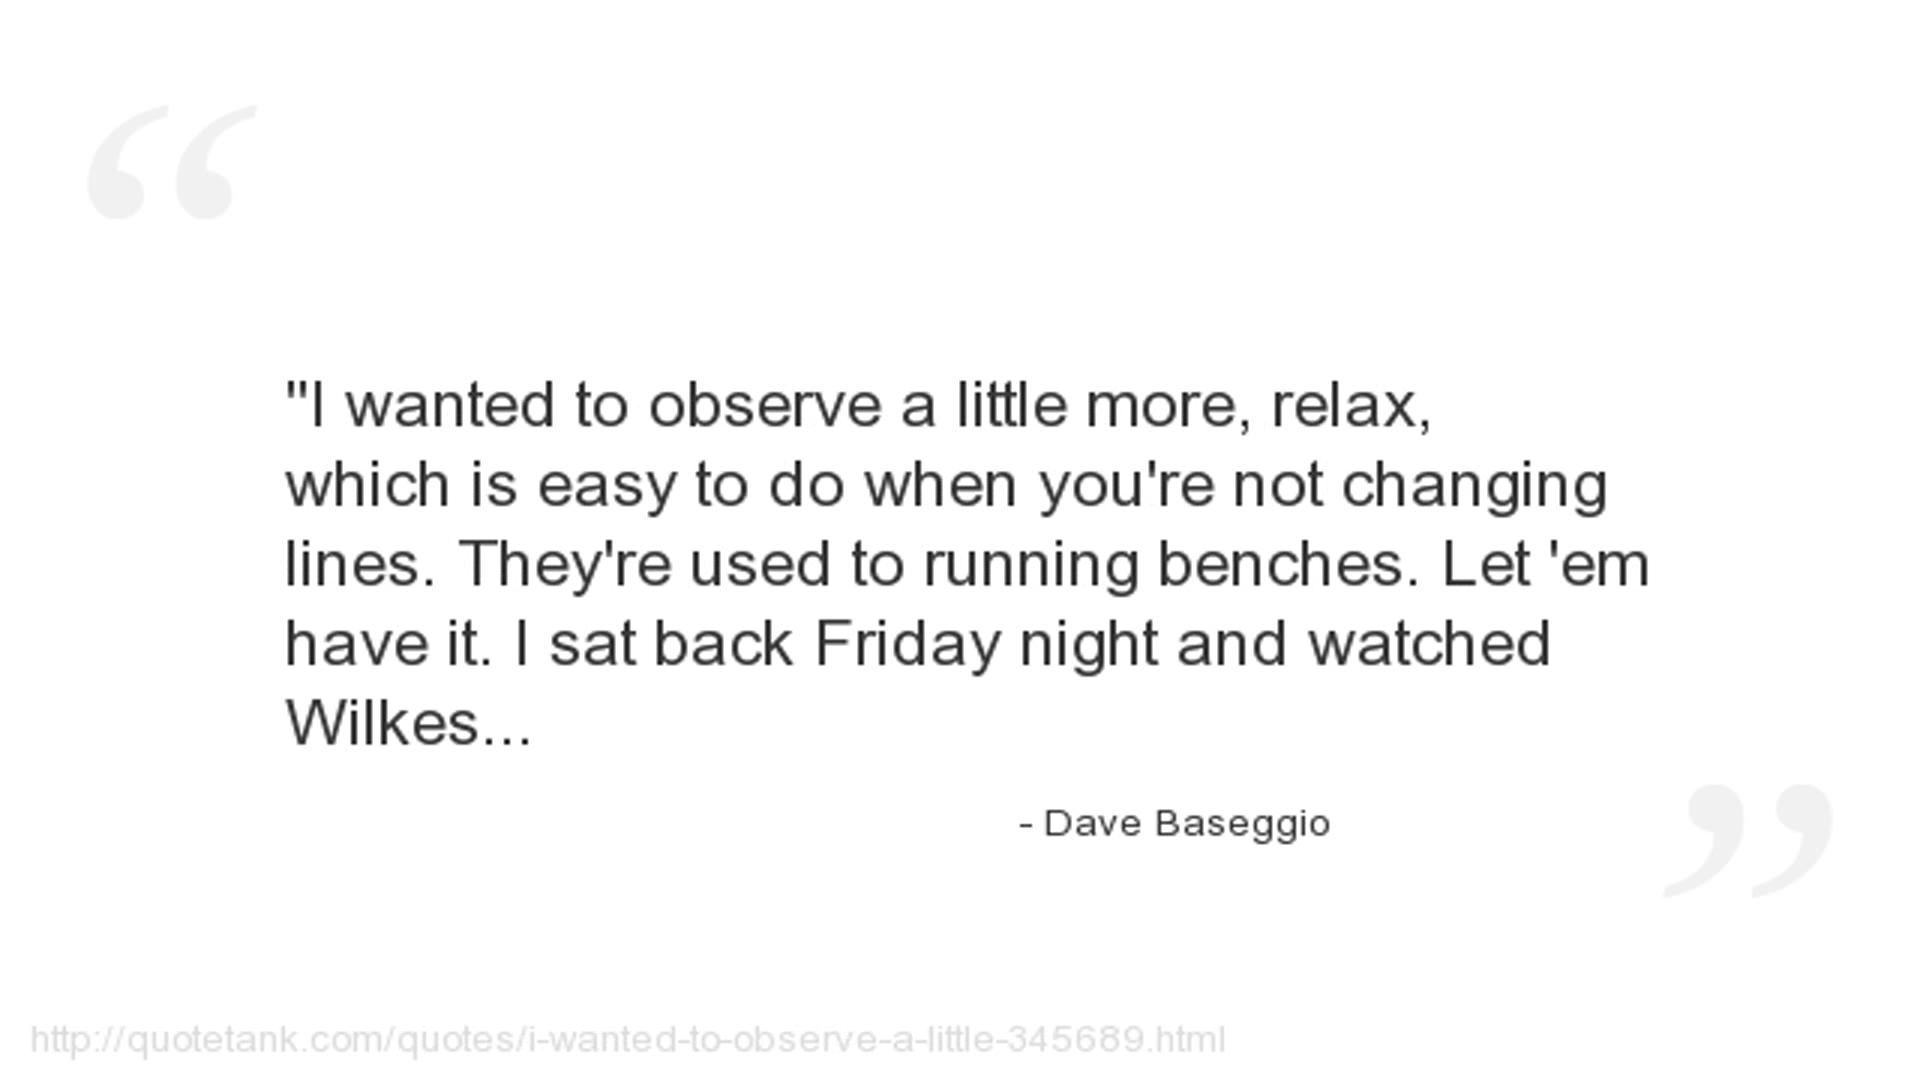 "I wanted to observe a little more, relax,
which is easy to do when you're not changing
lines. They're used to running benches. Let 'em
have it. I sat back Friday night and watched
Wilkes...
- Dave Baseggio
http://quotetank.com/quotes/i-wanted-to-observe-a-little-345689.html